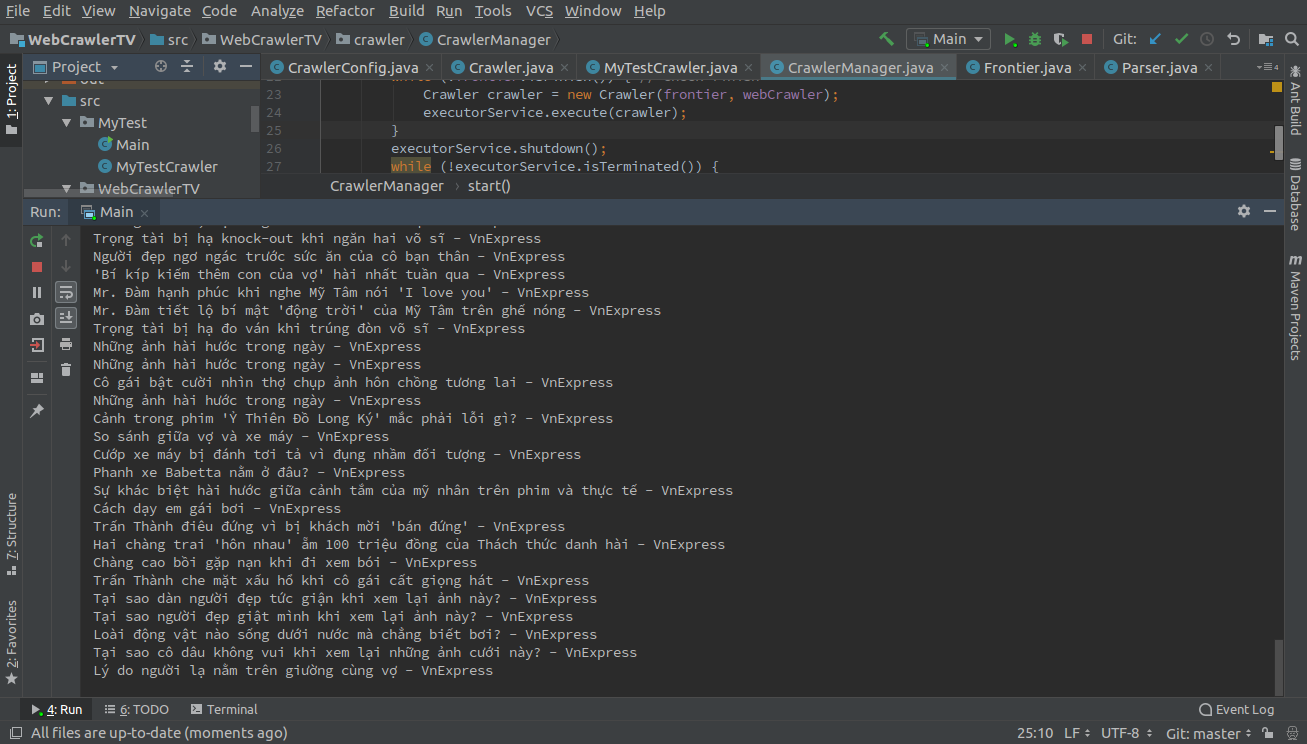 File Edit View Navigate Code Analyze Refactor Build Run Tools VCS Window Help
WebCrawlerTV src WebCrawlerTV crawler CrawlerManager Main Git:
1: Project
Project
CrawlerConfig.java Crawler.java MyTestCrawler.java CrawlerManager.java Frontier.java Parser.java 4
src
MyTest
Main
MyTestCrawler
WebCrawlerTV
23 Crawler crawler = new Crawler(frontier, webCrawler);
24 executorService.execute(crawler);
25 }
26 executorService.shutdown();
27 while (!executorService.isTerminated()) {
CrawlerManager › start()
Ant Build
Database
Maven Projects
Run: Main
Trọng tài bị hạ knock-out khi ngăn hai võ sĩ - VnExpress
Người đẹp ngơ ngác trước sức ăn của cô bạn thân - VnExpress
'Bí kíp kiếm thêm con của vợ' hài nhất tuần qua - VnExpress
Mr. Đàm hạnh phúc khi nghe Mỹ Tâm nói 'I love you' - VnExpress
Mr. Đàm tiết lộ bí mật 'động trời' của Mỹ Tâm trên ghế nóng - VnExpress
Trọng tài bị hạ đo ván khi trúng đòn võ sĩ - VnExpress
Những ảnh hài hước trong ngày - VnExpress
Những ảnh hài hước trong ngày - VnExpress
Cô gái bật cười nhìn thợ chụp ảnh hôn chồng tương lai - VnExpress
Những ảnh hài hước trong ngày - VnExpress
Cảnh trong phim 'Ỷ Thiên Đồ Long Ký' mắc phải lỗi gì? - VnExpress
So sánh giữa vợ và xe máy - VnExpress
Cướp xe máy bị đánh tơi tả vì đụng nhầm đối tượng - VnExpress
Phanh xe Babetta nằm ở đâu? - VnExpress
Sự khác biệt hài hước giữa cảnh tắm của mỹ nhân trên phim và thực tế - VnExpress
Cách dạy em gái bơi - VnExpress
Trấn Thành điêu đứng vì bị khách mời 'bán đứng' - VnExpress
Hai chàng trai 'hôn nhau' ẵm 100 triệu đồng của Thách thức danh hài - VnExpress
Chàng cao bồi gặp nạn khi đi xem bói - VnExpress
Trấn Thành che mặt xấu hổ khi cô gái cất giọng hát - VnExpress
Tại sao dàn người đẹp tức giận khi xem lại ảnh này? - VnExpress
Tại sao người đẹp giật mình khi xem lại ảnh này? - VnExpress
Loài động vật nào sống dưới nước mà chẳng biết bơi? - VnExpress
Tại sao cô dâu không vui khi xem lại những ảnh cưới này? - VnExpress
Lý do người lạ nằm trên giường cùng vợ - VnExpress
7: Structure
2: Favorites
4: Run 6: TODO Terminal Event Log
All files are up-to-date (moments ago) 25:10 LF UTF-8 Git: master